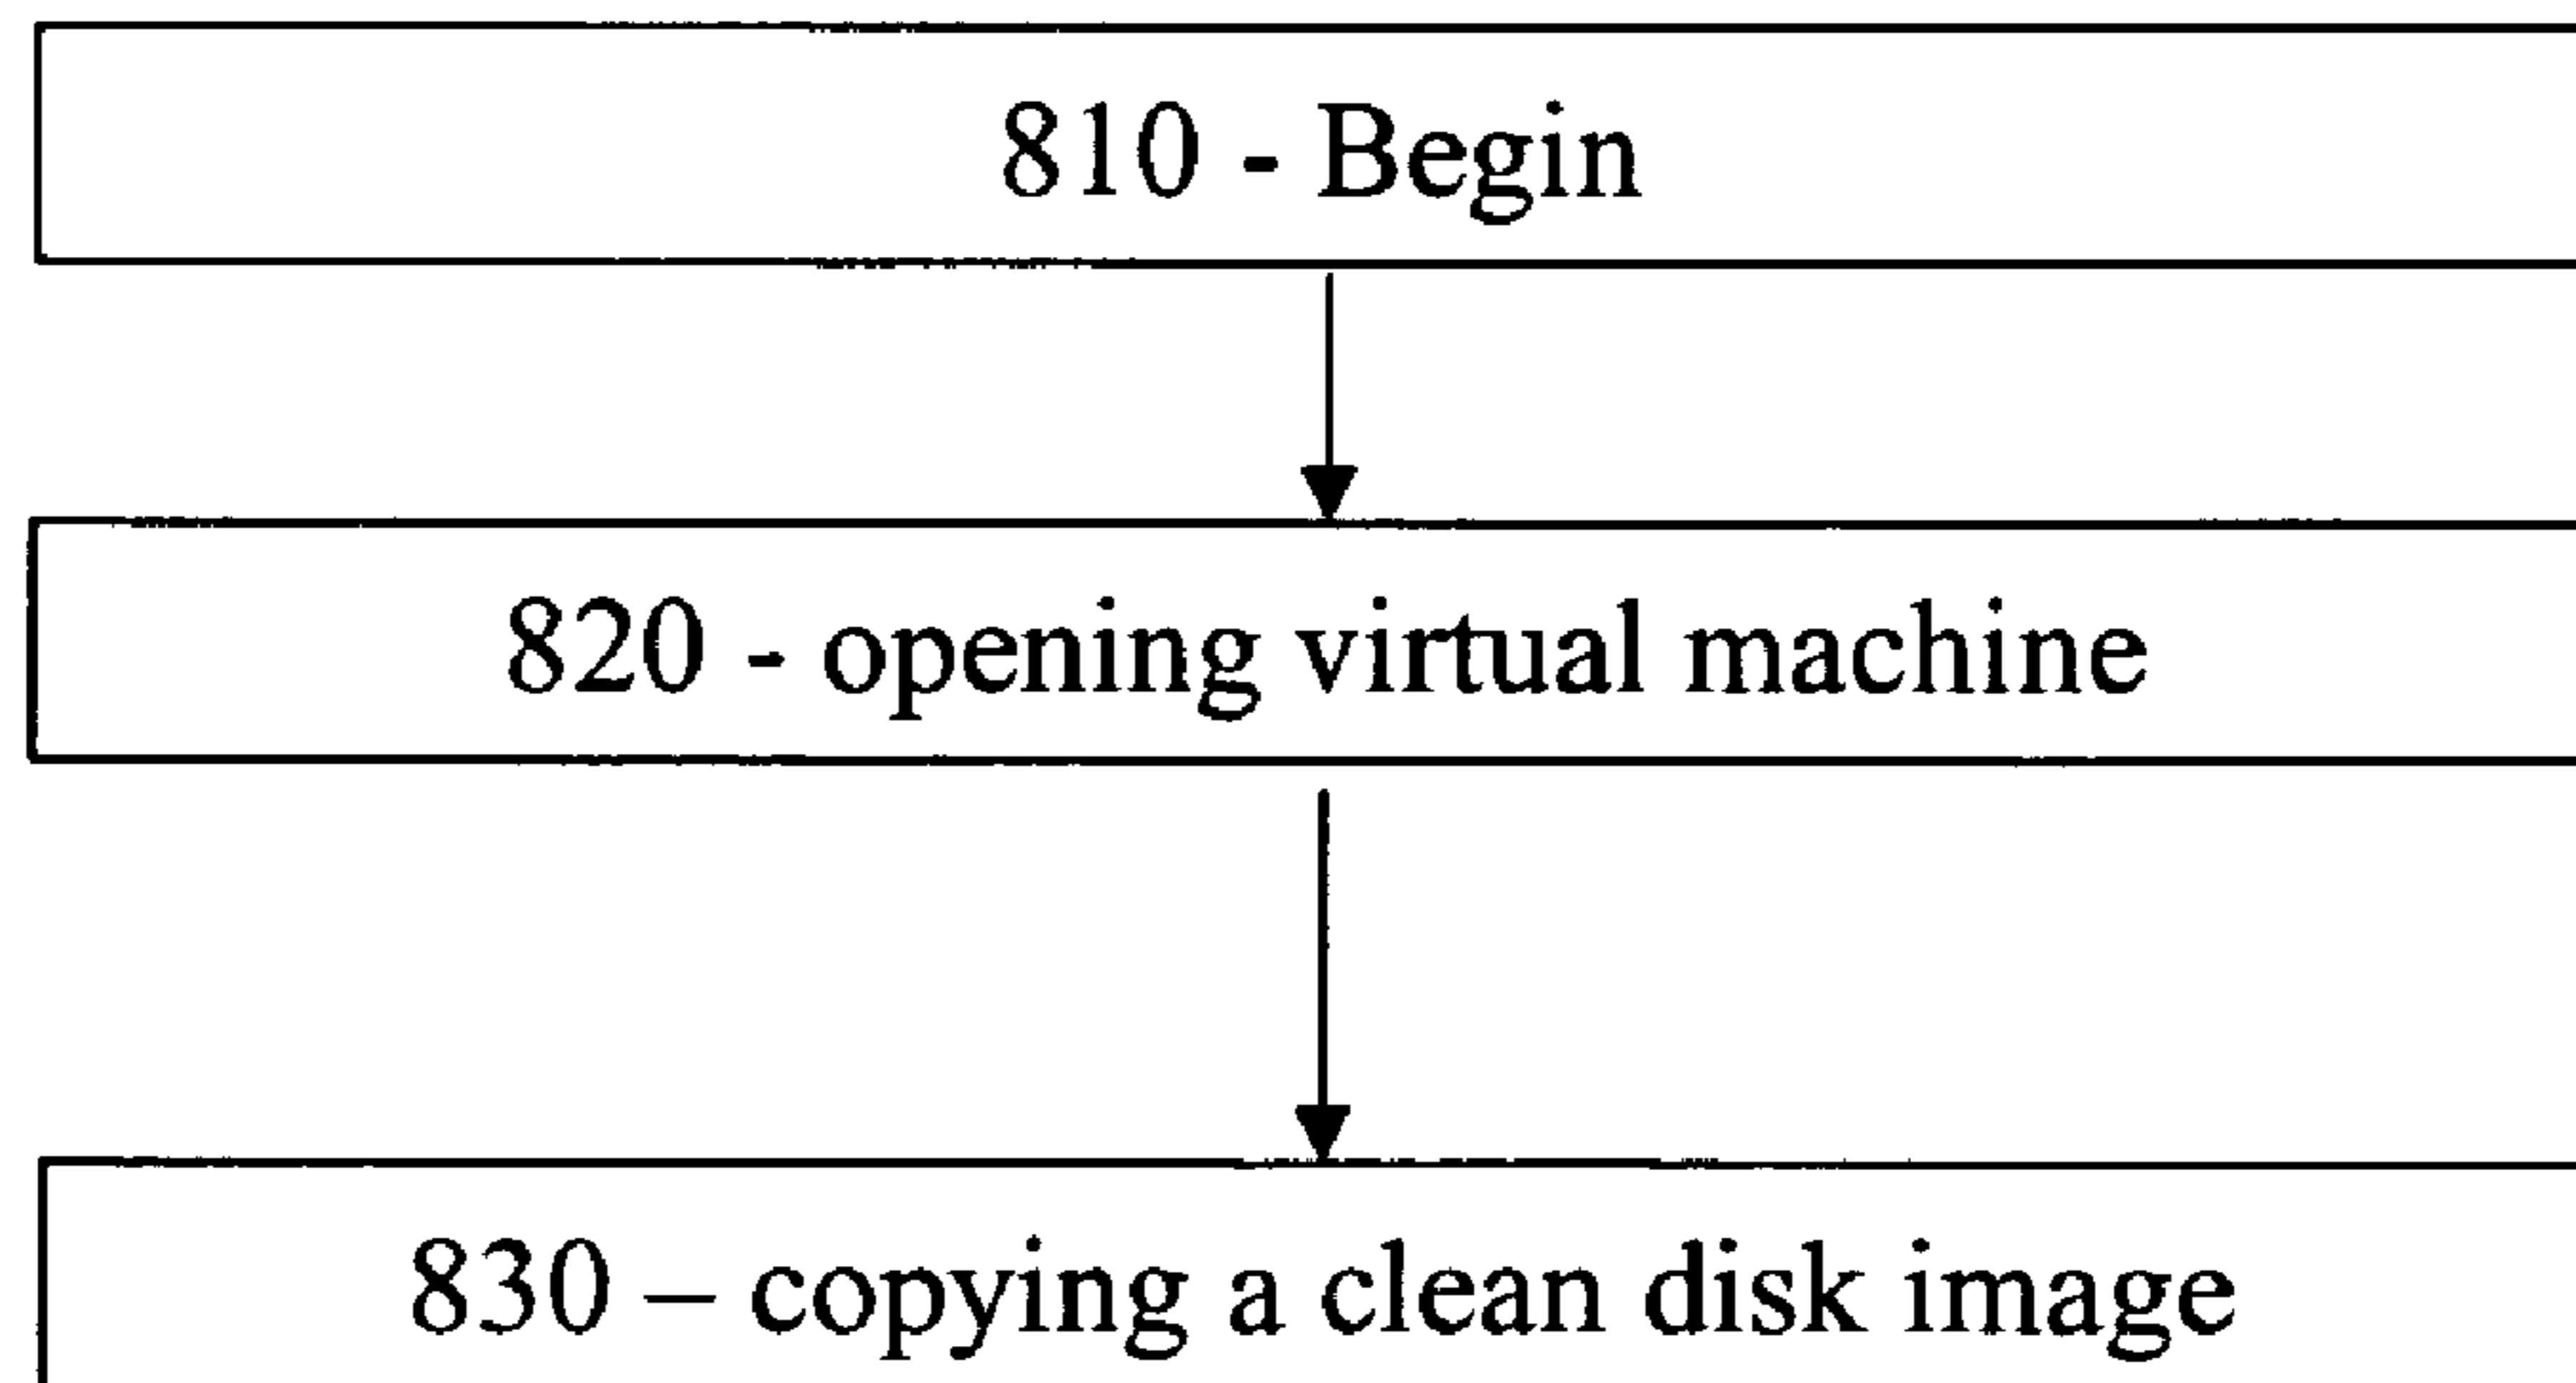 810 - Begin
820 - opening virtual machine
830 – copying a clean disk image